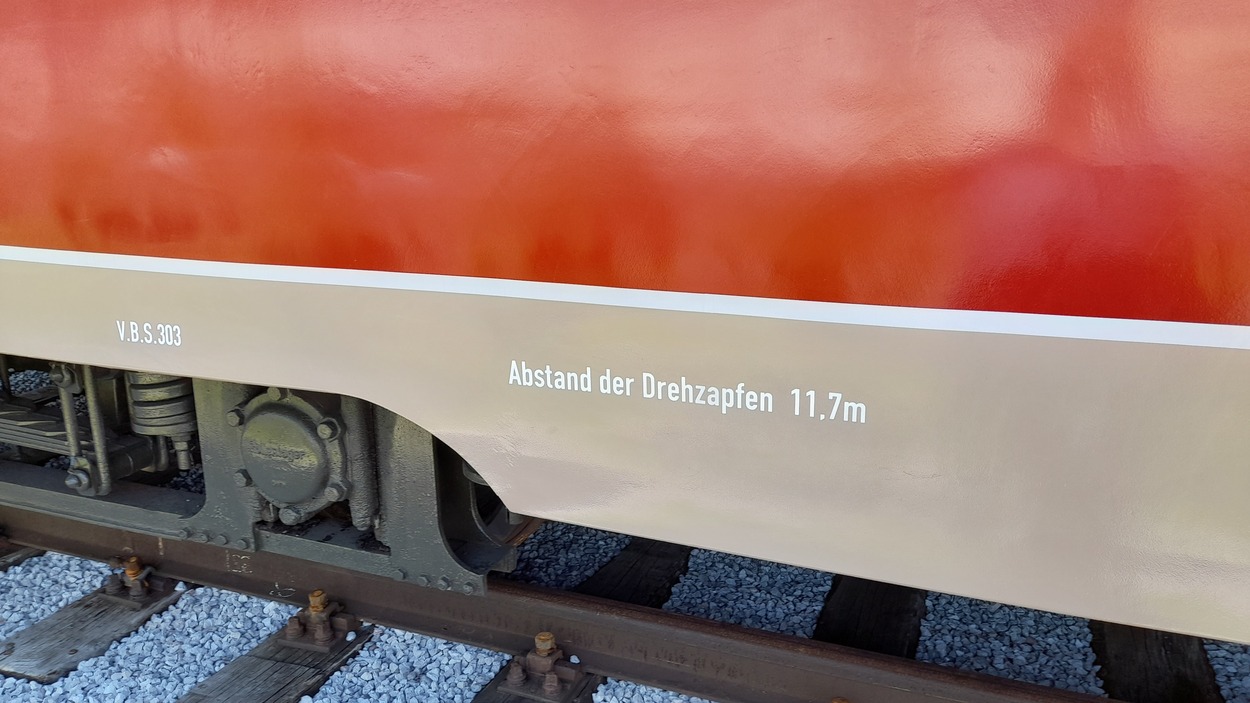 V.B.S.303
Abstand der Drehzapfen 11,7m